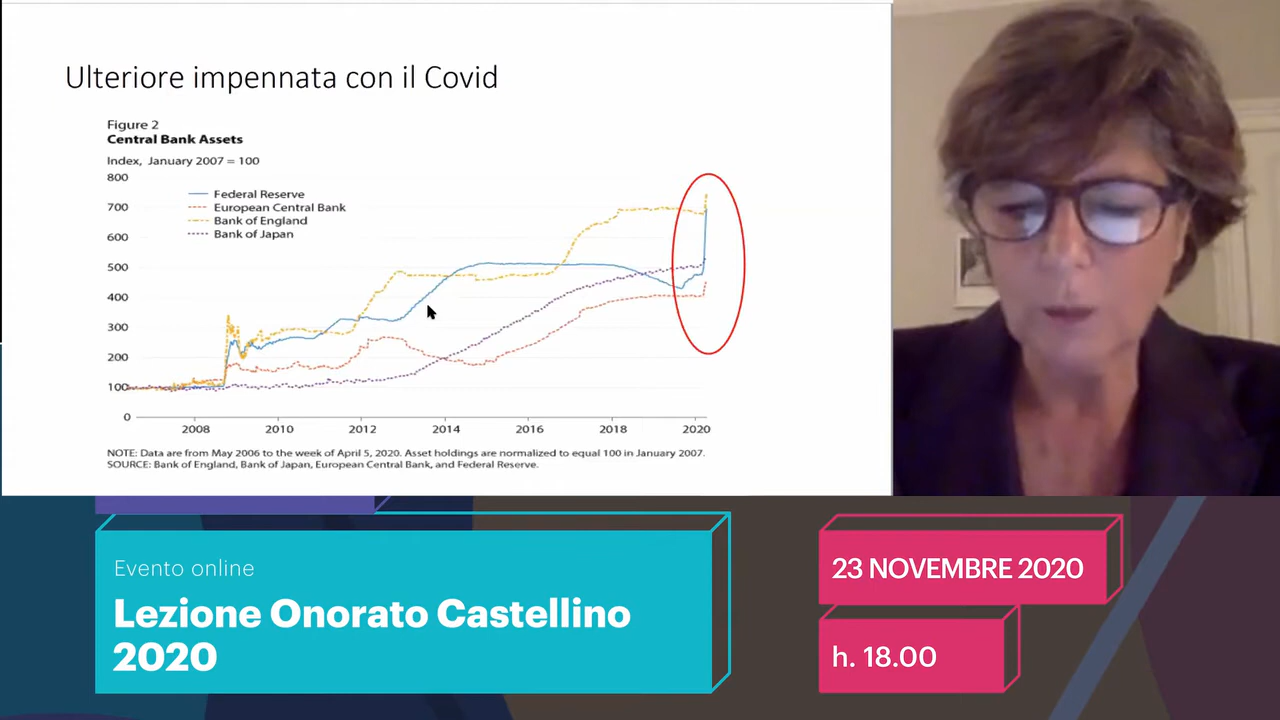 Ulteriore impennata con il Covid
Figure 2
Central Bank Assets
Index, January 2007 = 100
800
700
600
500
400
300
200
100
0
Federal Reserve
European Central Bank
Bank of England
Bank of Japan
2008 2010 2012 2014 2016 2018 2020
NOTE: Data are from May 2006 to the week of April 5, 2020. Asset holdings are normalized to equal 100 in January 2007.
SOURCE: Bank of England, Bank of Japan, European Central Bank, and Federal Reserve.
Evento online
Lezione Onorato Castellino
2020
23 NOVEMBRE 2020
h. 18.00